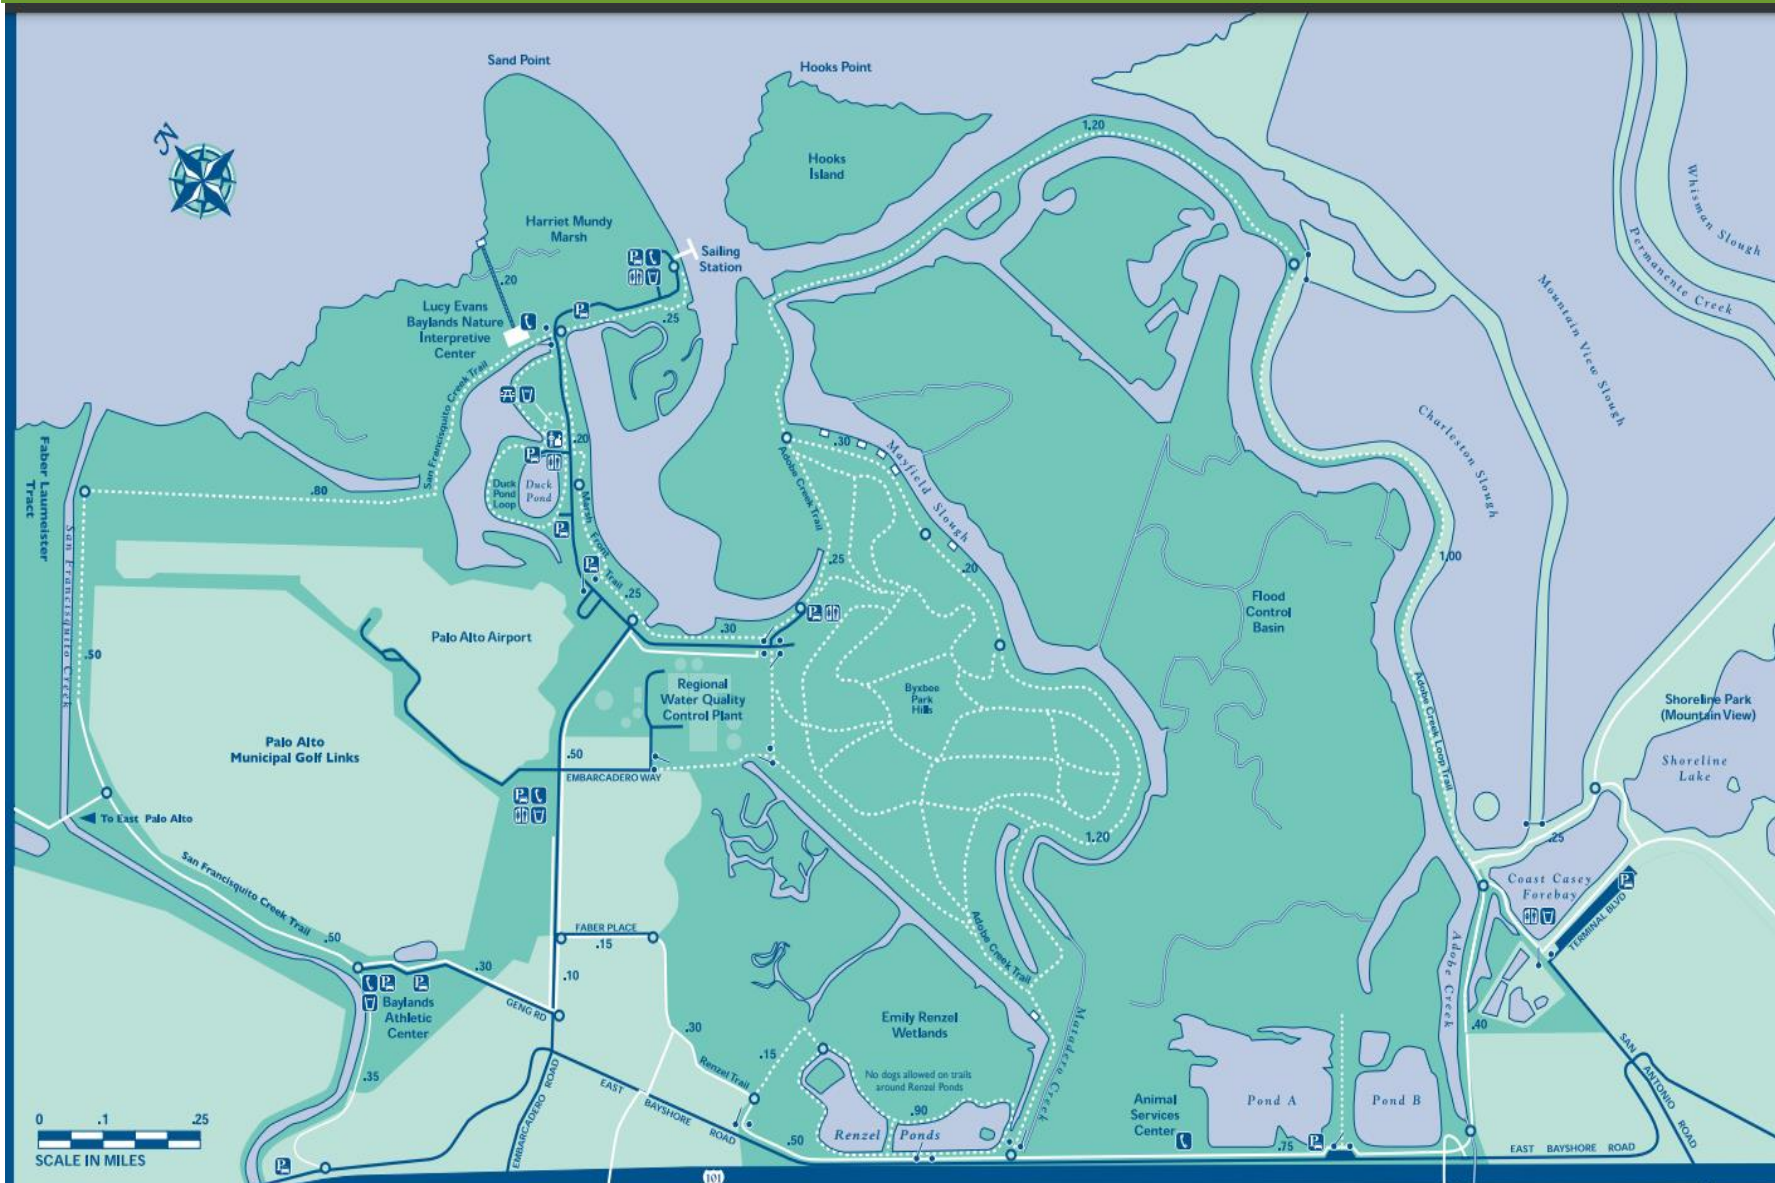 Sand Point
Hooks Point
N
1.20
Hooks
Island
Whisman Slough
Harriet Mundy
Marsh
Sailing
Station
Permanente Creek
.20
Mountain View Slough
Lucy Evans
Baylands Nature
Interpretive
Center
.25
San Francisquito Creek Trail
Charleston Slough
Faber Laumeister
Tract
.20
.30
Mayfield Slough
Adobe Creek Trail
Duck
Pond
Loop
Duck
Pond
.80
San Francisquito Creek
Marsh Front Trail
.25
.25
.20
1.00
Flood
Control
Basin
Palo Alto Airport
.30
.50
Regional
Water Quality
Control Plant
Byxbee
Park
Hills
Adobe Creek Loop Trail
Shoreline Park
(Mountain View)
Palo Alto
Municipal Golf Links
.50
EMBARCADERO WAY
Shoreline
Lake
To East Palo Alto
1.20
.25
San Francisquito Creek Trail
.50
Coast Casey
Forebay
TERMINAL BLVD
FABER PLACE
.15
Adobe Creek Trail
Adobe Creek
.30
.10
GENG RD
Baylands
Athletic
Center
Emily Renzel
Wetlands
Matadero Creek
.40
.30
.15
Renzel Trail
SAN ANTONIO ROAD
.35
No dogs allowed on trails
around Renzel Ponds
EMBARCADERO ROAD
EAST BAYSHORE ROAD
.90
Animal
Services
Center
Pond A
Pond B
0 .1 .25
SCALE IN MILES
.50
Renzel Ponds
.75
EAST BAYSHORE ROAD
101